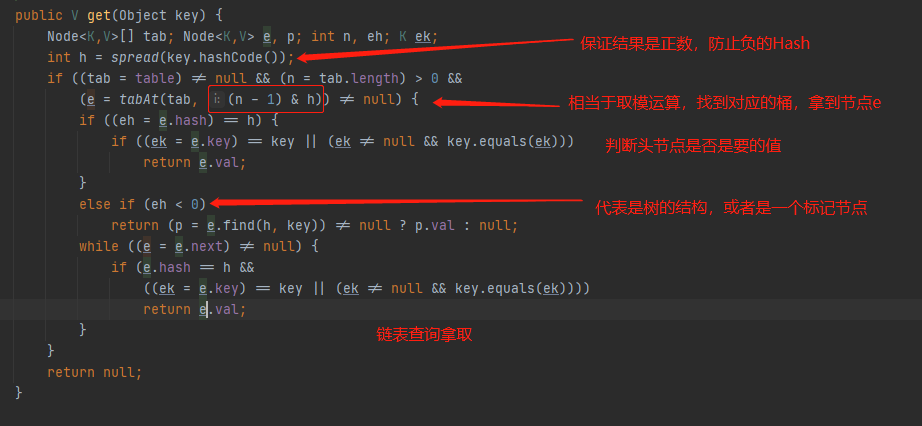 public V get(Object key) {
Node<K,V>[] tab; Node<K,V> e, p; int n, eh; K ek;
int h = spread(key.hashCode());
保证结果是正数，防止负的Hash
if ((tab = table) ≠ null && (n = tab.length) > 0 &&
(e = tabAt(tab, i: (n - 1) & h)) ≠ null) {
相当于取模运算，找到对应的桶，拿到节点e
if ((eh = e.hash) == h) {
if ((ek = e.key) == key || (ek ≠ null && key.equals(ek)))
判断头节点是否是要的值
return e.val;
}
else if (eh < 0)
代表是树的结构，或者是一个标记节点
return (p = e.find(h, key)) ≠ null ? p.val : null;
while ((e = e.next) ≠ null) {
if (e.hash == h &&
((ek = e.key) == key || (ek ≠ null && key.equals(ek))))
return e.val;
链表查询拿取
}
}
return null;
}